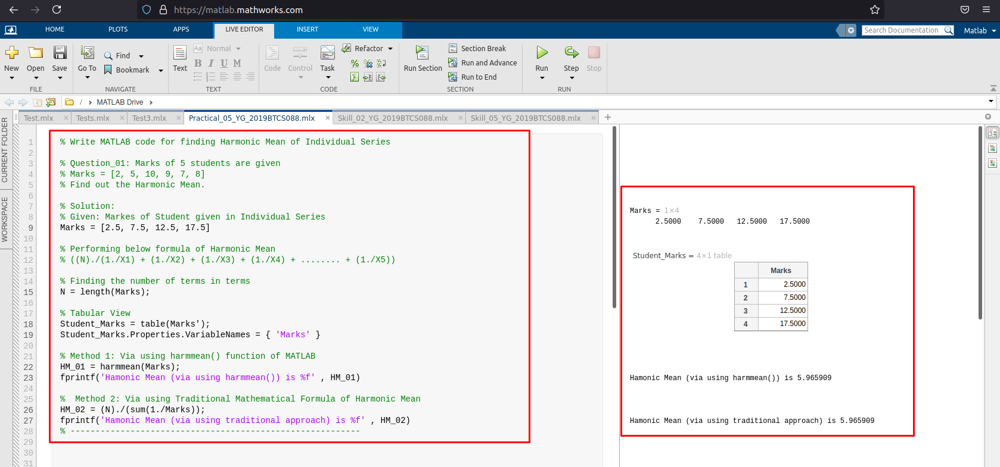 https://matlab.mathworks.com
HOME PLOTS APPS LIVE EDITOR INSERT VIEW
Search Documentation Matlab
New Open Save
FILE
Go To Find
Bookmark
NAVIGATE
Text Normal
B I U M
TEXT
Code Control Task Refactor
CODE
Run Section Section Break
Run and Advance
Run to End
SECTION
Run Step Stop
RUN
/ MATLAB Drive
Test.mlx Tests.mlx Test3.mlx Practical_05_YG_2019BTCS088.mlx Skill_02_YG_2019BTCS088.mlx Skill_05_YG_2019BTCS088.mlx
CURRENT FOLDER
WORKSPACE
1 % Write MATLAB code for finding Harmonic Mean of Individual Series
2
3 % Question_01: Marks of 5 students are given
4 % Marks = [2, 5, 10, 9, 7, 8]
5 % Find out the Harmonic Mean.
6
7 % Solution:
8 % Given: Markes of Student given in Individual Series
9 Marks = [2.5, 7.5, 12.5, 17.5]
10
11 % Performing below formula of Harmonic Mean
12 % ((N)./(1./X1) + (1./X2) + (1./X3) + (1./X4) + ........ + (1./X5))
13
14 % Finding the number of terms in terms
15 N = length(Marks);
16
17 % Tabular View
18 Student_Marks = table(Marks');
19 Student_Marks.Properties.VariableNames = { 'Marks' }
20
21 % Method 1: Via using harmmean() function of MATLAB
22 HM_01 = harmmean(Marks);
23 fprintf('Hamonic Mean (via using harmmean()) is %f' , HM_01)
24
25 %  Method 2: Via using Traditional Mathematical Formula of Harmonic Mean
26 HM_02 = (N)./(sum(1./Marks));
27 fprintf('Hamonic Mean (via using traditional approach) is %f' , HM_02)
28 % ----------------------------------------------------------
29
30
31
Marks = 1×4
2.5000 7.5000 12.5000 17.5000
Student_Marks = 4×1 table
Marks
1 2.5000
2 7.5000
3 12.5000
4 17.5000
Hamonic Mean (via using harmmean()) is 5.965909
Hamonic Mean (via using traditional approach) is 5.965909